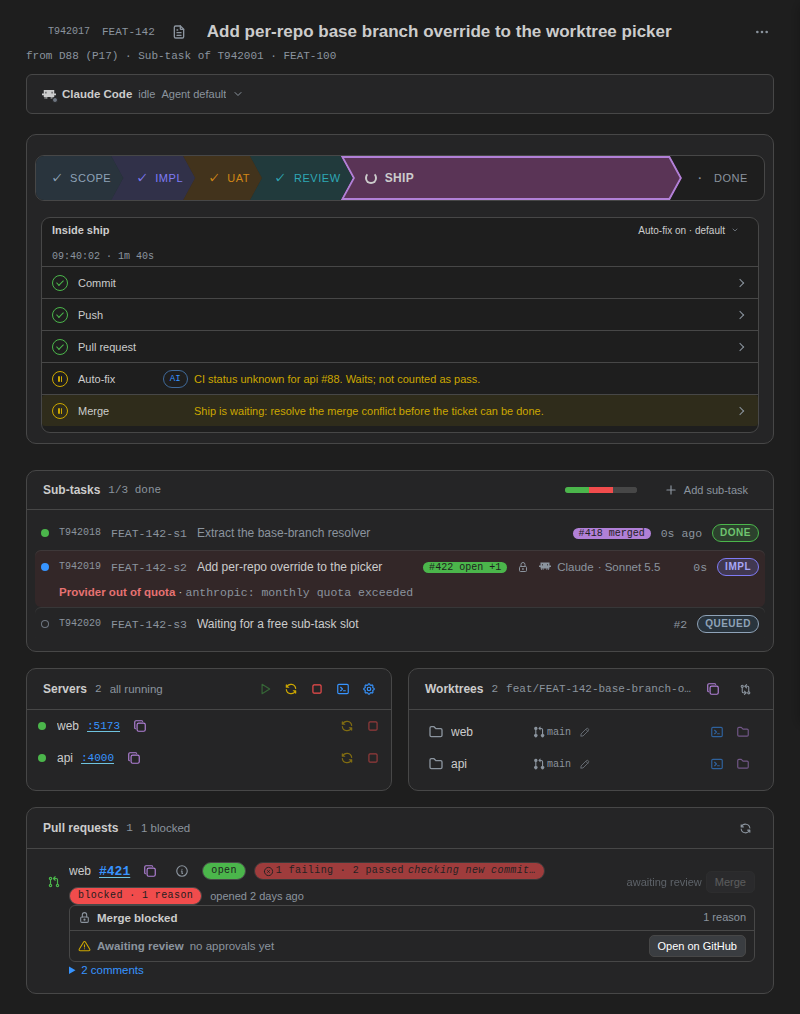 T942017 FEAT-142 Add per-repo base branch override to the worktree picker
from D88 (P17) · Sub-task of T942001 · FEAT-100
Claude Code idle Agent default
SCOPE IMPL UAT REVIEW SHIP · DONE
Inside ship Auto-fix on · default
09:40:02 · 1m 40s
Commit
Push
Pull request
Auto-fix AI CI status unknown for api #88. Waits; not counted as pass.
Merge Ship is waiting: resolve the merge conflict before the ticket can be done.
Sub-tasks 1/3 done Add sub-task
T942018 FEAT-142-s1 Extract the base-branch resolver #418 merged 0s ago DONE
T942019 FEAT-142-s2 Add per-repo override to the picker #422 open +1 Claude · Sonnet 5.5 0s IMPL
Provider out of quota · anthropic: monthly quota exceeded
T942020 FEAT-142-s3 Waiting for a free sub-task slot #2 QUEUED
Servers 2 all running
web :5173
api :4000
Worktrees 2 feat/FEAT-142-base-branch-o…
web main
api main
Pull requests 1 1 blocked
web #421 open 1 failing · 2 passed checking new commit…
blocked · 1 reason opened 2 days ago
awaiting review Merge
Merge blocked 1 reason
Awaiting review no approvals yet Open on GitHub
2 comments